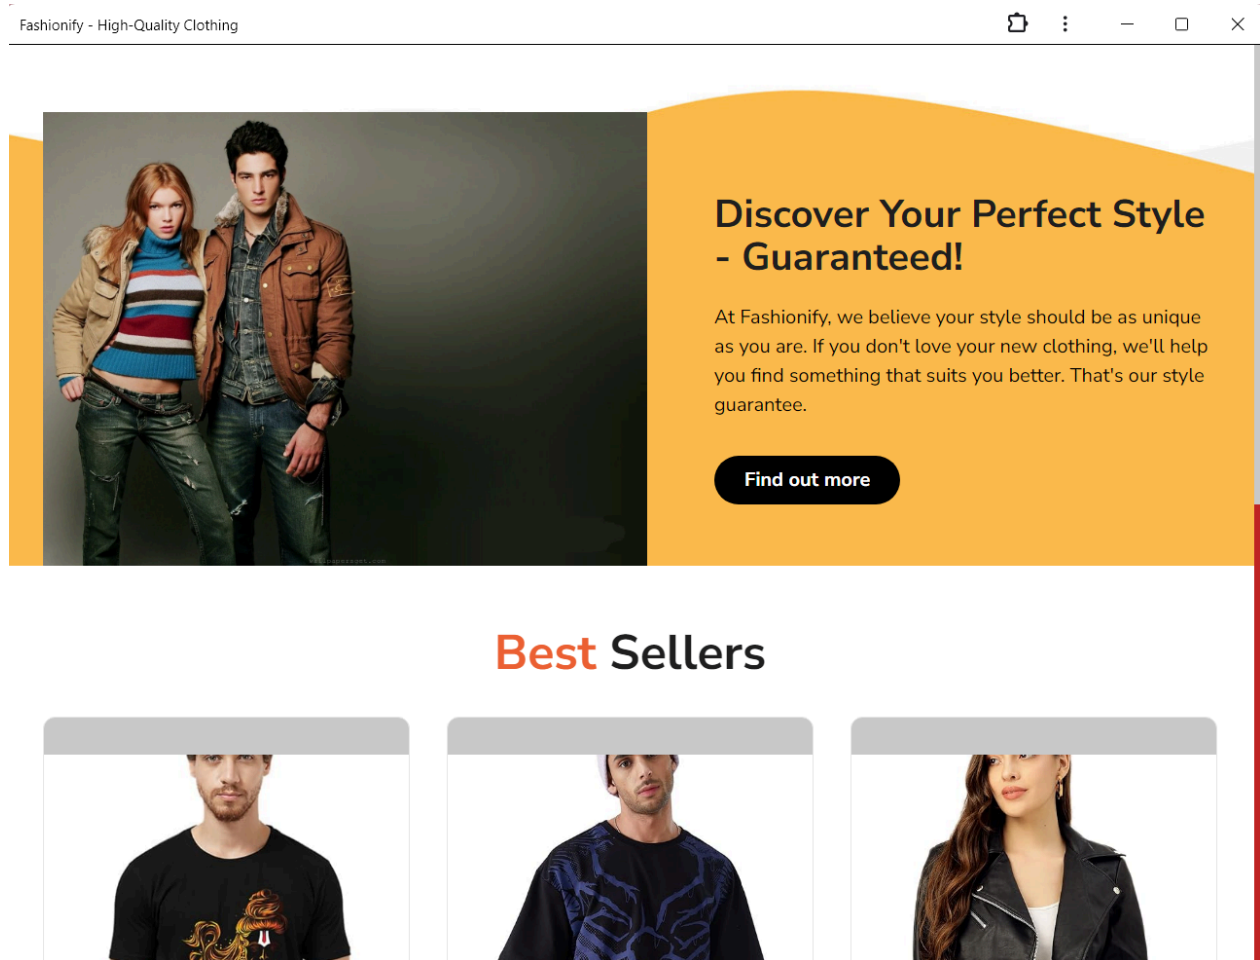 Fashionify - High-Quality Clothing
Discover Your Perfect Style
- Guaranteed!
At Fashionify, we believe your style should be as unique
as you are. If you don't love your new clothing, we'll help
you find something that suits you better. That's our style
guarantee.
Find out more
Best Sellers